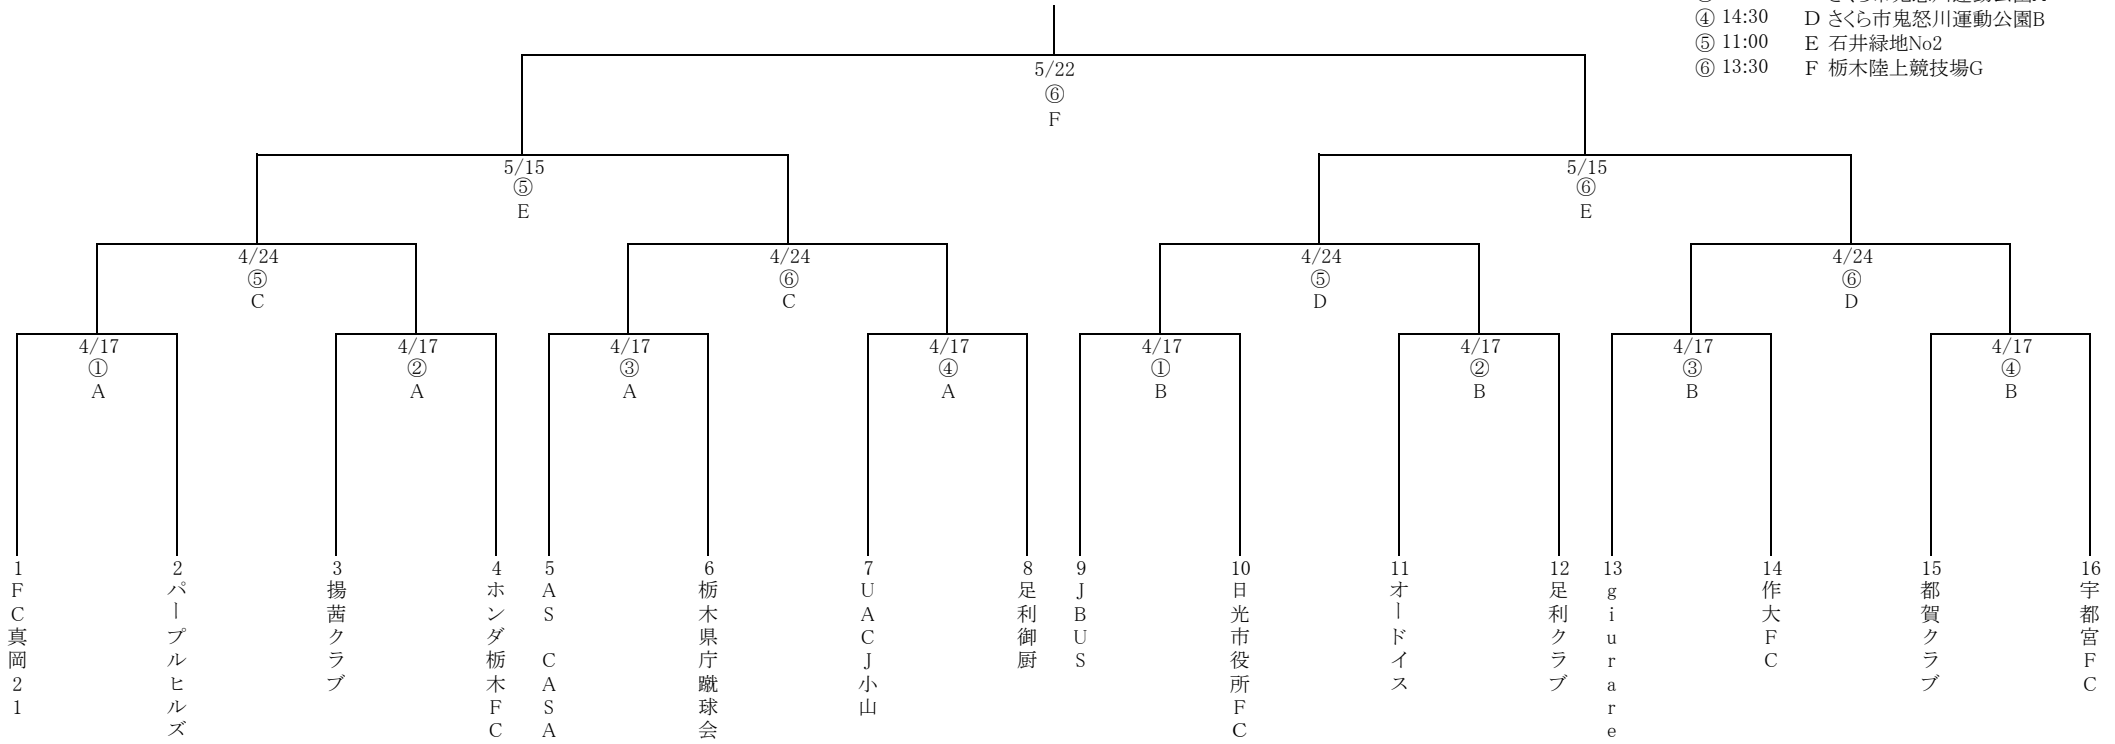 ④ 14:30 D さくら市鬼怒川運動公園B
⑤ 11:00 E 石井緑地No2
⑥ 13:30 F 栃木陸上競技場G
5/22
⑥
F
5/15
⑤
E
5/15
⑥
E
4/24
⑤
C
4/24
⑥
C
4/24
⑤
D
4/24
⑥
D
4/17
①
A
4/17
②
A
4/17
③
A
4/17
④
A
4/17
①
B
4/17
②
B
4/17
③
B
4/17
④
B
1 FC真岡21
2 パープルヒルズ
3 揚茜クラブ
4 ホンダ栃木FC
5 AS CASA
6 栃木県庁蹴球会
7 UACJ小山
8 足利御厨
9 JBUS
10 日光市役所FC
11 オードイス
12 足利クラブ
13 giurare
14 作大FC
15 都賀クラブ
16 宇都宮FC